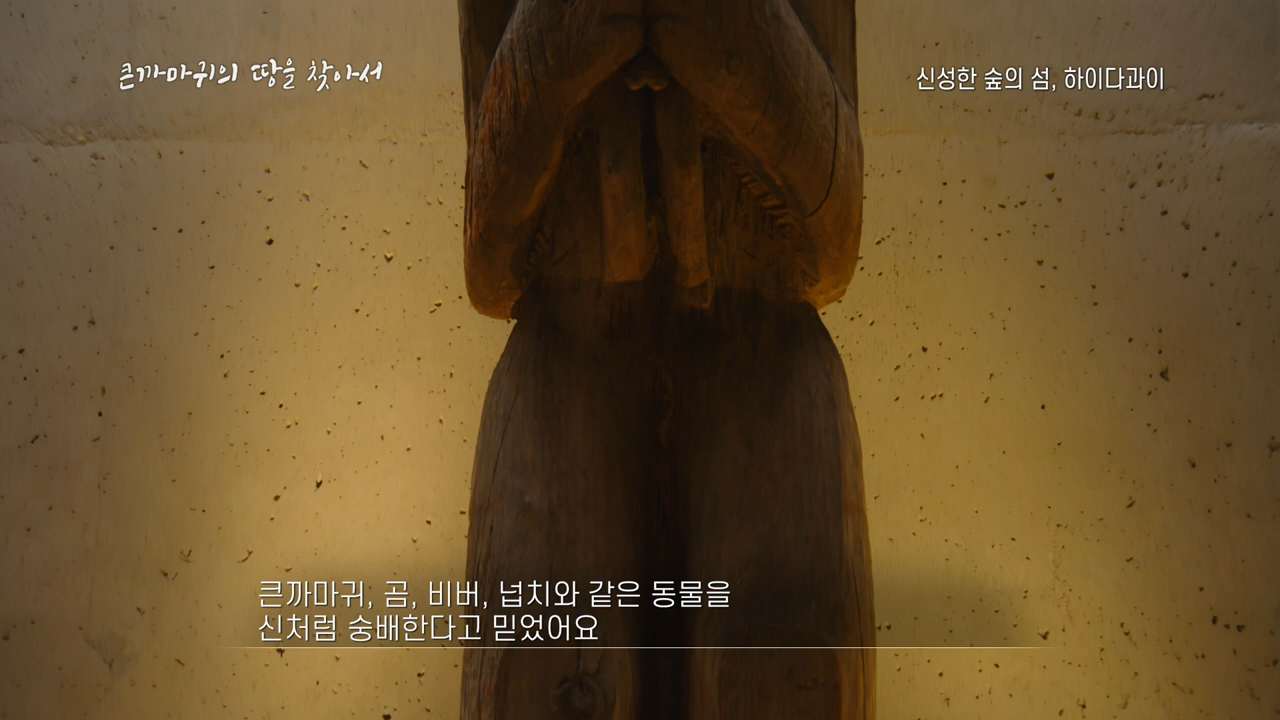 큰까마귀의 땅을 찾아서
신성한 숲의 섬, 하이다과이
큰까마귀, 곰, 비버, 넙치와 같은 동물을
신처럼 숭배한다고 믿었어요